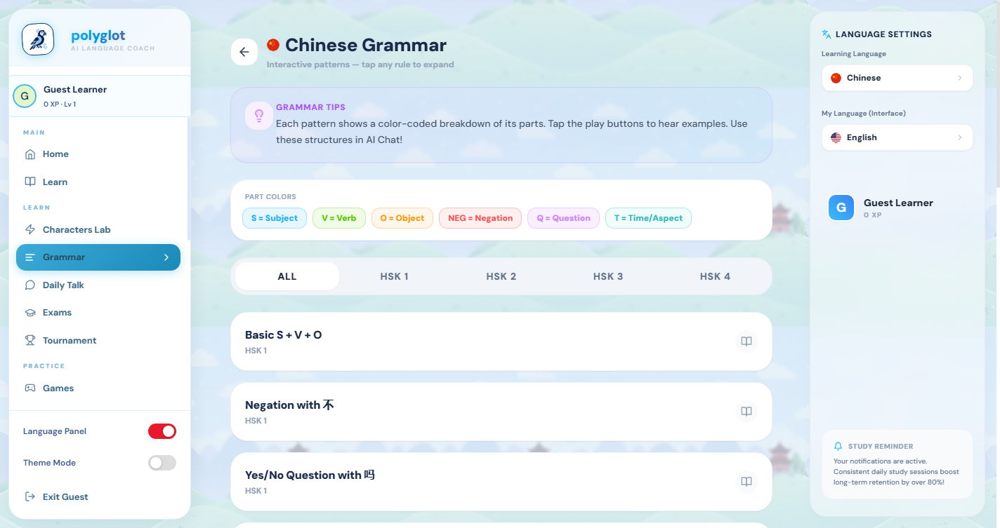 polyglot
AI LANGUAGE COACH
G
Guest Learner
0 XP · Lv 1
MAIN
Home
Learn
LEARN
Characters Lab
Grammar
Daily Talk
Exams
Tournament
PRACTICE
Games
Language Panel
Theme Mode
Exit Guest
Chinese Grammar
Interactive patterns — tap any rule to expand
GRAMMAR TIPS
Each pattern shows a color-coded breakdown of its parts. Tap the play buttons to hear examples. Use
these structures in AI Chat!
PART COLORS
S = Subject V = Verb O = Object NEG = Negation Q = Question T = Time/Aspect
ALL HSK 1 HSK 2 HSK 3 HSK 4
Basic S + V + O
HSK 1
Negation with 不
HSK 1
Yes/No Question with 吗
HSK 1
LANGUAGE SETTINGS
Learning Language
Chinese
My Language (Interface)
English
G
Guest Learner
0 XP
STUDY REMINDER
Your notifications are active.
Consistent daily study sessions boost
long-term retention by over 80%!